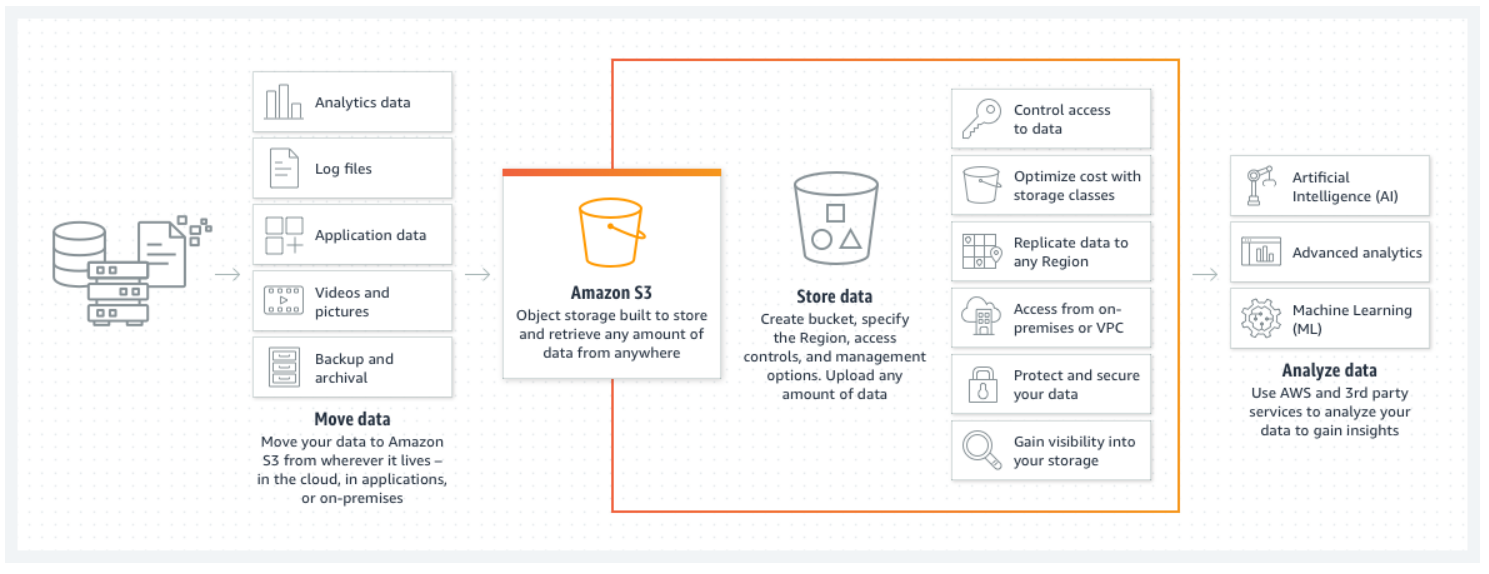 Analytics data
Log files
Application data
Videos and
pictures
Backup and
archival
Move data
Move your data to Amazon
S3 from wherever it lives –
in the cloud, in applications,
or on-premises
Amazon S3
Object storage built to store
and retrieve any amount of
data from anywhere
Store data
Create bucket, specify
the Region, access
controls, and management
options. Upload any
amount of data
Control access
to data
Optimize cost with
storage classes
Replicate data to
any Region
Access from on-
premises or VPC
Protect and secure
your data
Gain visibility into
your storage
Artificial
Intelligence (AI)
Advanced analytics
Machine Learning
(ML)
Analyze data
Use AWS and 3rd party
services to analyze your
data to gain insights